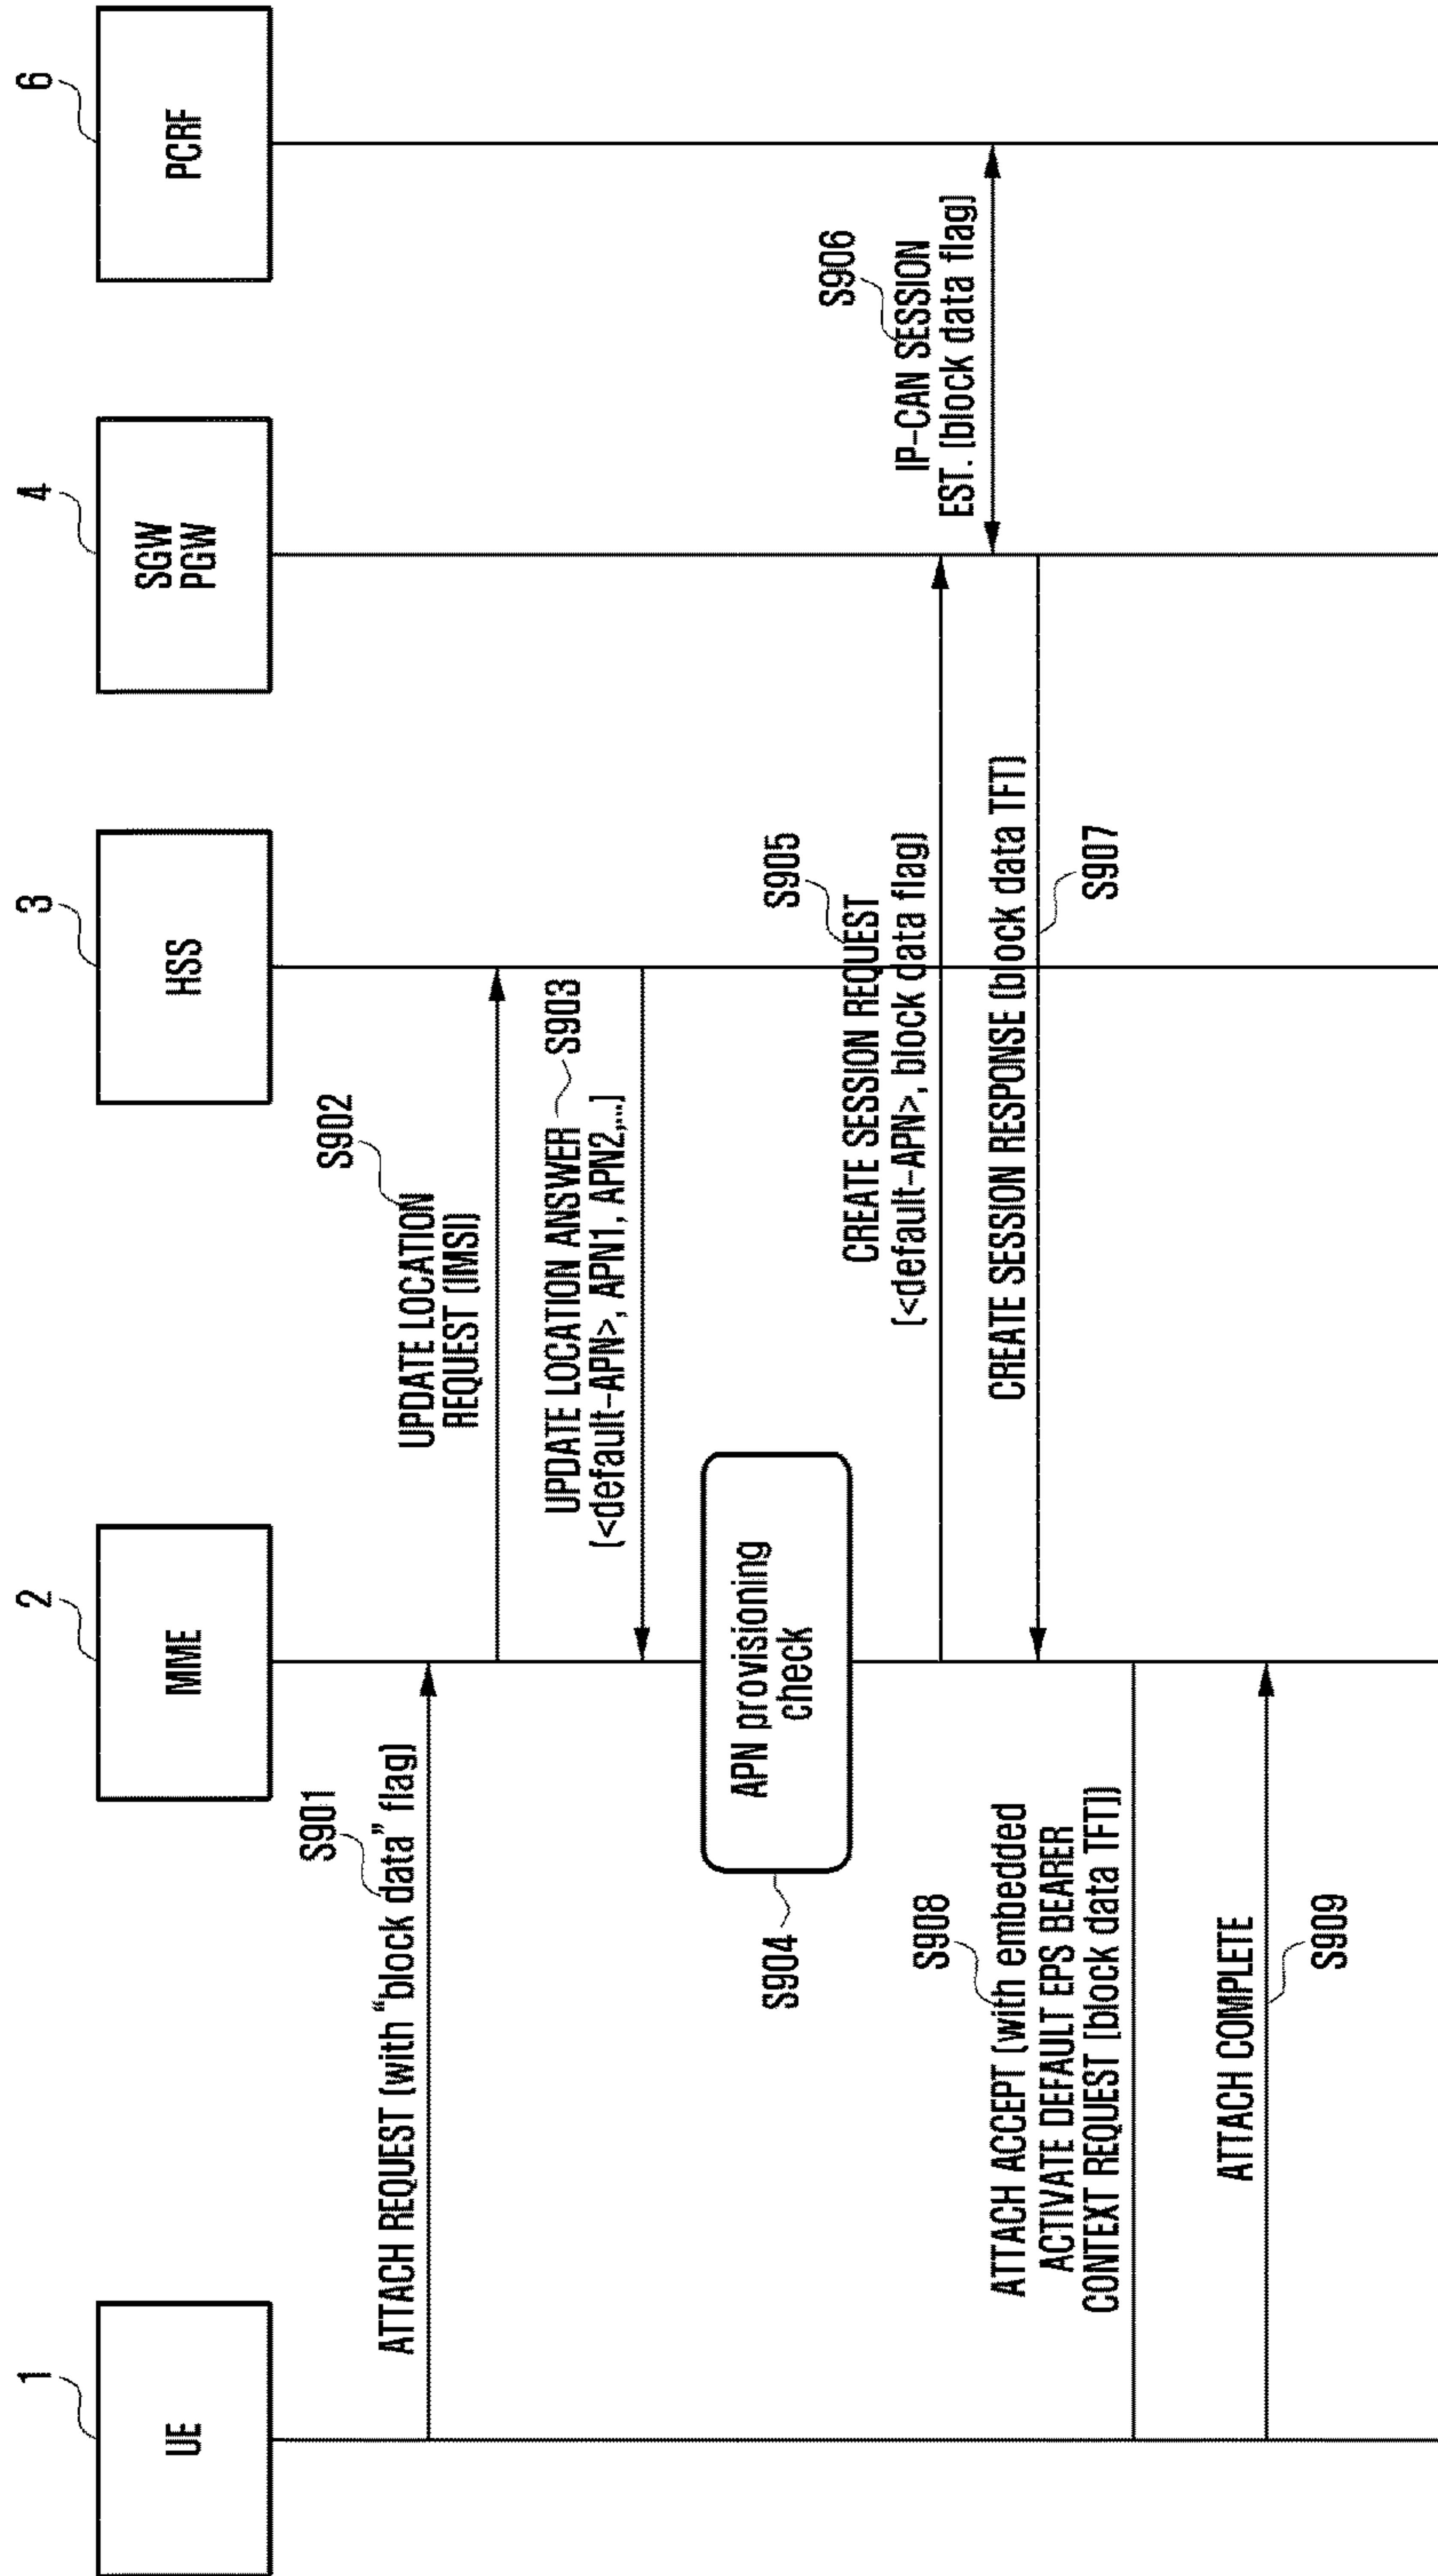 1
UE
2
MME
3
HSS
4
SGW
PGW
6
PCRF
S901
ATTACH REQUEST (with “block data” flag)
S902
UPDATE LOCATION
REQUEST (IMSI)
UPDATE LOCATION ANSWER S903
(<default-APN>, APN1, APN2,...)
APN provisioning
check
S904
S905
CREATE SESSION REQUEST
(<default-APN>, block data flag)
S906
IP-CAN SESSION
EST. (block data flag)
CREATE SESSION RESPONSE (block data TFT)
S907
S908
ATTACH ACCEPT (with embedded
ACTIVATE DEFAULT EPS BEARER
CONTEXT REQUEST [block data TFT])
ATTACH COMPLETE
S909